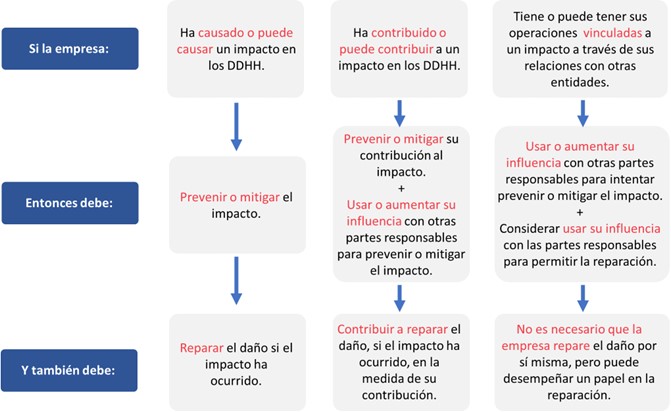 Si la empresa:
Ha causado o puede
causar un impacto en
los DDHH.
Ha contribuido o
puede contribuir a un
impacto en los DDHH.
Tiene o puede tener sus
operaciones vinculadas a
un impacto a través de sus
relaciones con otras
entidades.
Entonces debe:
Prevenir o mitigar el
impacto.
Prevenir o mitigar su
contribución al
impacto.
+
Usar o aumentar su
influencia con otras
partes responsables
para prevenir o mitigar
el impacto.
Usar o aumentar su
influencia con otras partes
responsables para intentar
prevenir o mitigar el impacto.
+
Considerar usar su influencia
con las partes responsables
para permitir la reparación.
Y también debe:
Reparar el daño si el
impacto ha
ocurrido.
Contribuir a reparar el
daño, si el impacto ha
ocurrido, en la
medida de su
contribución.
No es necesario que la
empresa repare el daño por
sí misma, pero puede
desempeñar un papel en la
reparación.